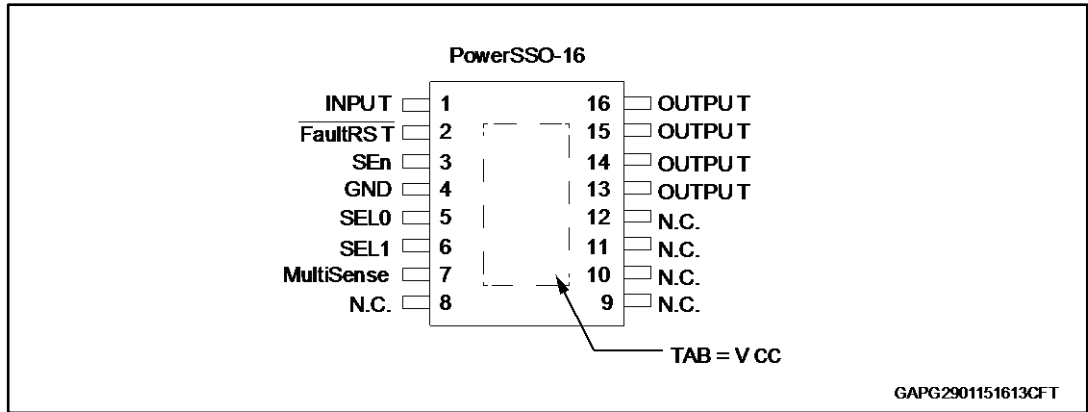 PowerSSO-16
INPUT 1 16 OUTPUT
FaultRST 2 15 OUTPUT
SEn 3 14 OUTPUT
GND 4 13 OUTPUT
SEL0 5 12 N.C.
SEL1 6 11 N.C.
MultiSense 7 10 N.C.
N.C. 8 9 N.C.
TAB = VCC
GAPG2901151613CFT